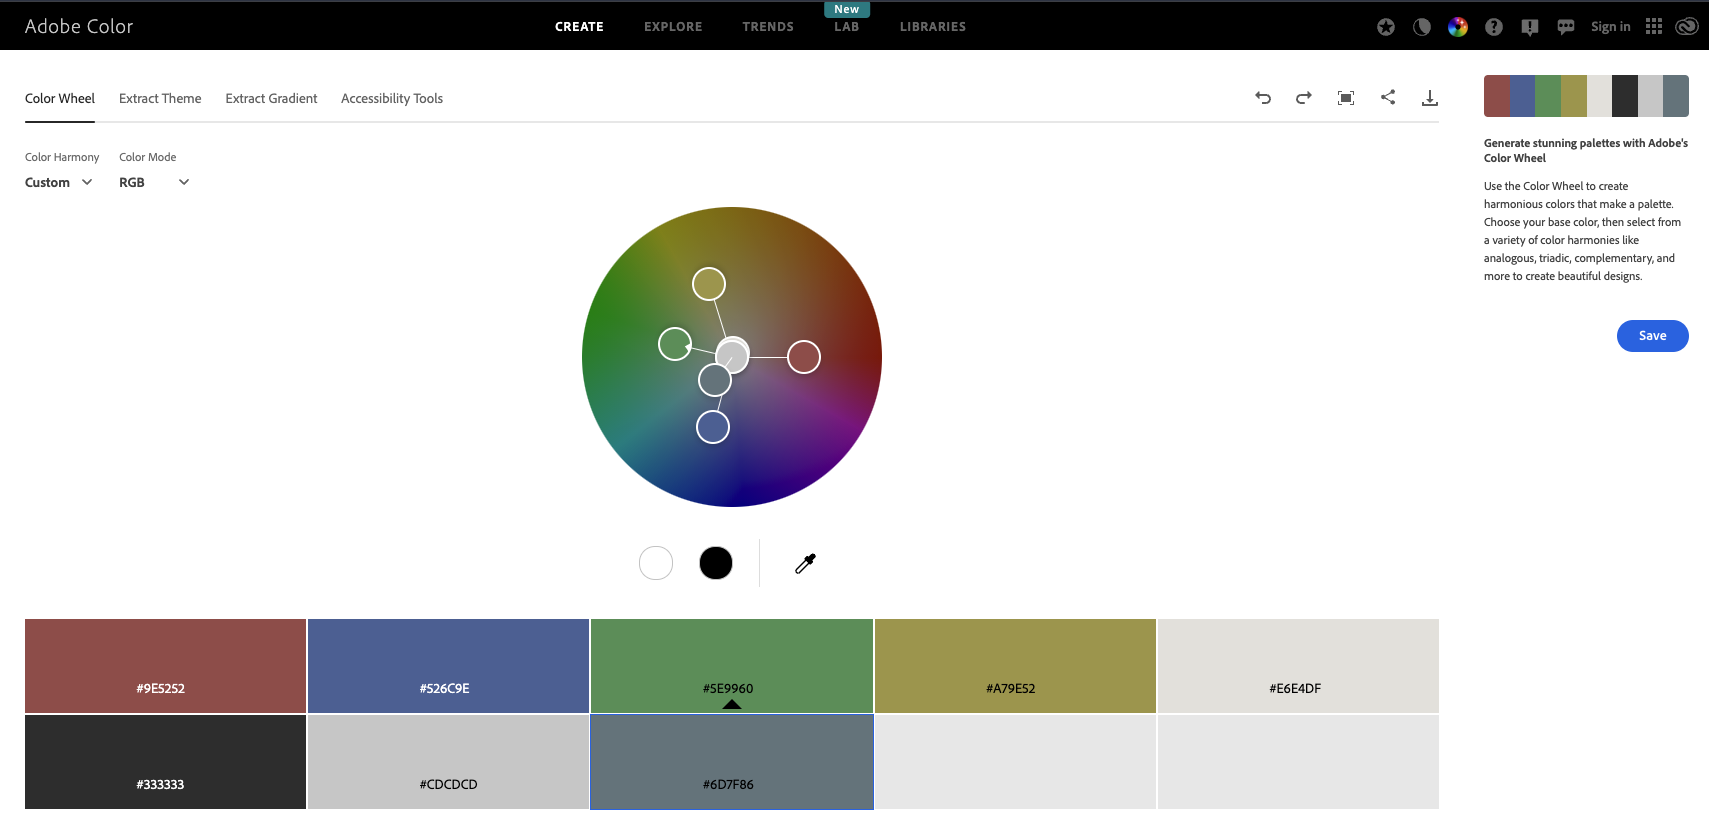 Adobe Color
CREATE
EXPLORE
TRENDS
New
LAB
LIBRARIES
Sign in
Color Wheel
Extract Theme
Extract Gradient
Accessibility Tools
Color Harmony
Color Mode
Custom
RGB
Generate stunning palettes with Adobe's
Color Wheel
Use the Color Wheel to create
harmonious colors that make a palette.
Choose your base color, then select from
a variety of color harmonies like
analogous, triadic, complementary, and
more to create beautiful designs.
Save
#9E5252
#526C9E
#5E9960
#A79E52
#E6E4DF
#333333
#CDCDCD
#6D7F86